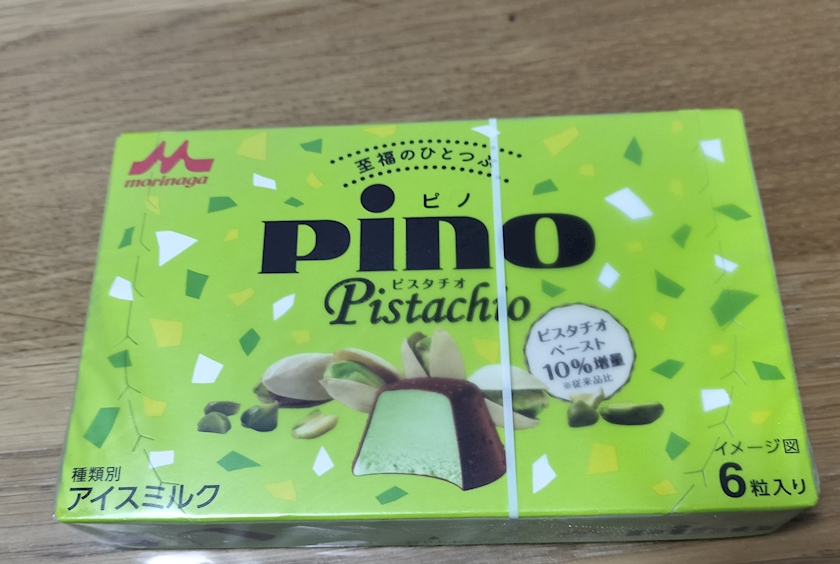 morinaga
至福のひとつぶ
ピノ
pino
ピスタチオ
Pistachio
ピスタチオ
ペースト
10%増量
※従来品比
種類別
アイスミルク
イメージ図
6粒入り